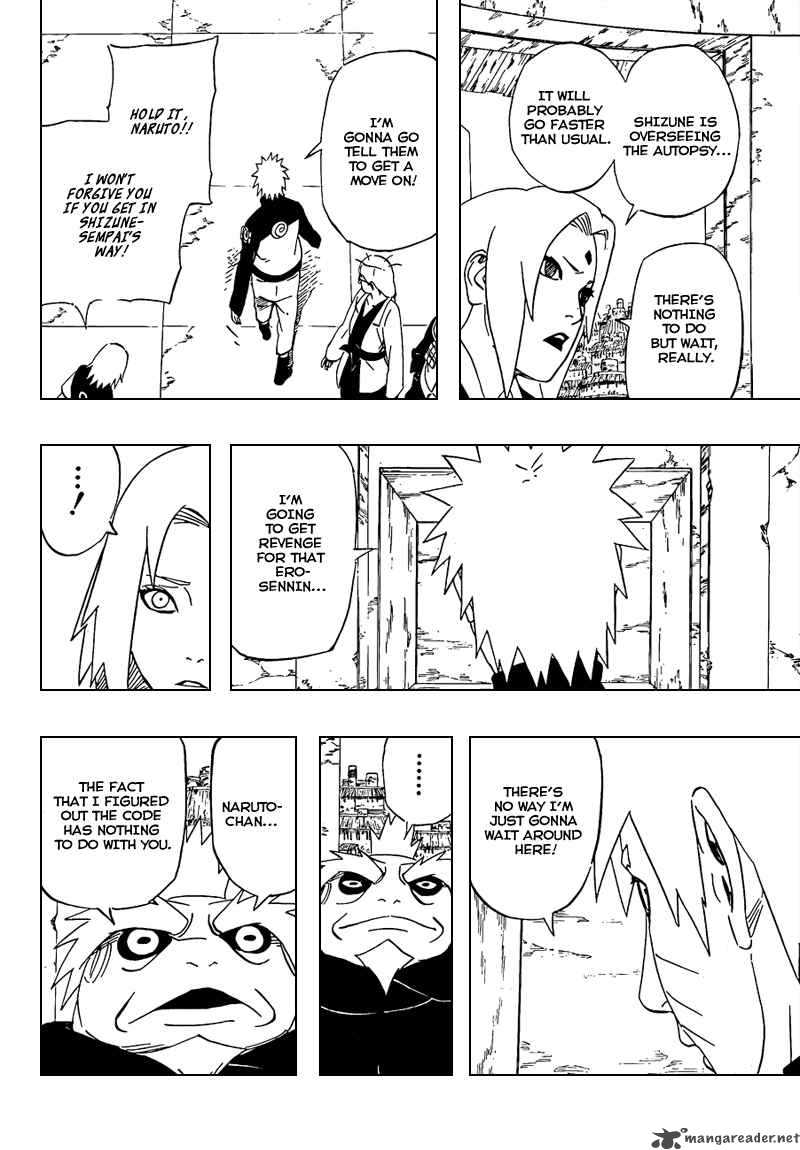 SHIZUNE IS
OVERSEEING
THE AUTOPSY...
IT WILL
PROBABLY
GO FASTER
THAN USUAL.
THERE'S
NOTHING
TO DO
BUT WAIT,
REALLY.
I'M
GONNA GO
TELL THEM
TO GET A
MOVE ON!
HOLD IT,
NARUTO!!
I WON'T
FORGIVE YOU
IF YOU GET IN
SHIZUNE-
SEMPAI'S
WAY!
I'M
GOING
TO GET
REVENGE
FOR THAT
ERO-
SENNIN...
...!
THERE'S
NO WAY I'M
JUST GONNA
WAIT AROUND
HERE!
......
NARUTO-
CHAN...
THE FACT
THAT I FIGURED
OUT THE CODE
HAS NOTHING
TO DO WITH YOU.
mangareader.net